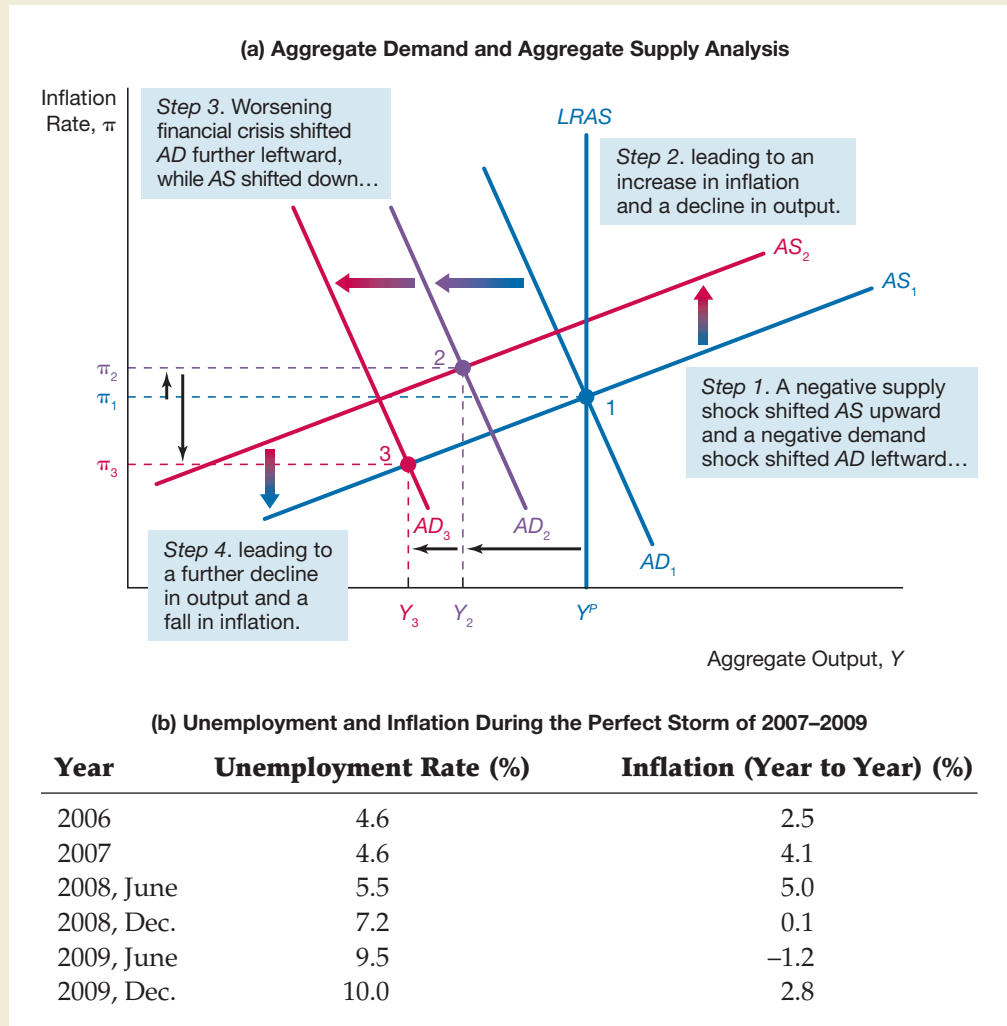 (a) Aggregate Demand and Aggregate Supply Analysis
Inflation
Rate, π
Step 3. Worsening
financial crisis shifted
AD further leftward,
while AS shifted down…
LRAS
Step 2. leading to an
increase in inflation
and a decline in output.
AS₂
AS₁
π₂
π₁
π₃
2
1
3
Step 1. A negative supply
shock shifted AS upward
and a negative demand
shock shifted AD leftward…
AD₃
AD₂
AD₁
Step 4. leading to
a further decline
in output and a
fall in inflation.
Y₃
Y₂
Yᴾ
Aggregate Output, Y
(b) Unemployment and Inflation During the Perfect Storm of 2007–2009
Year Unemployment Rate (%) Inflation (Year to Year) (%)
2006 4.6 2.5
2007 4.6 4.1
2008, June 5.5 5.0
2008, Dec. 7.2 0.1
2009, June 9.5 –1.2
2009, Dec. 10.0 2.8